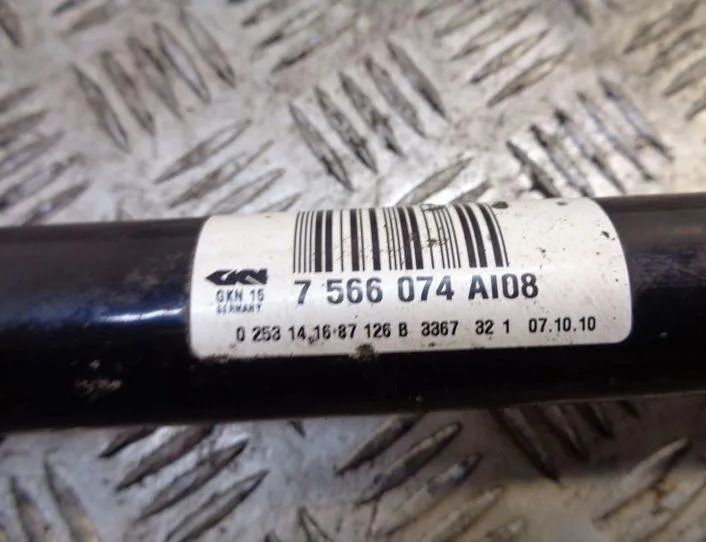 GKN
7 566 074 AI08
GKN 15
GERMANY
0 253 14.16 87 126 B 3367 32 1 07.10.10